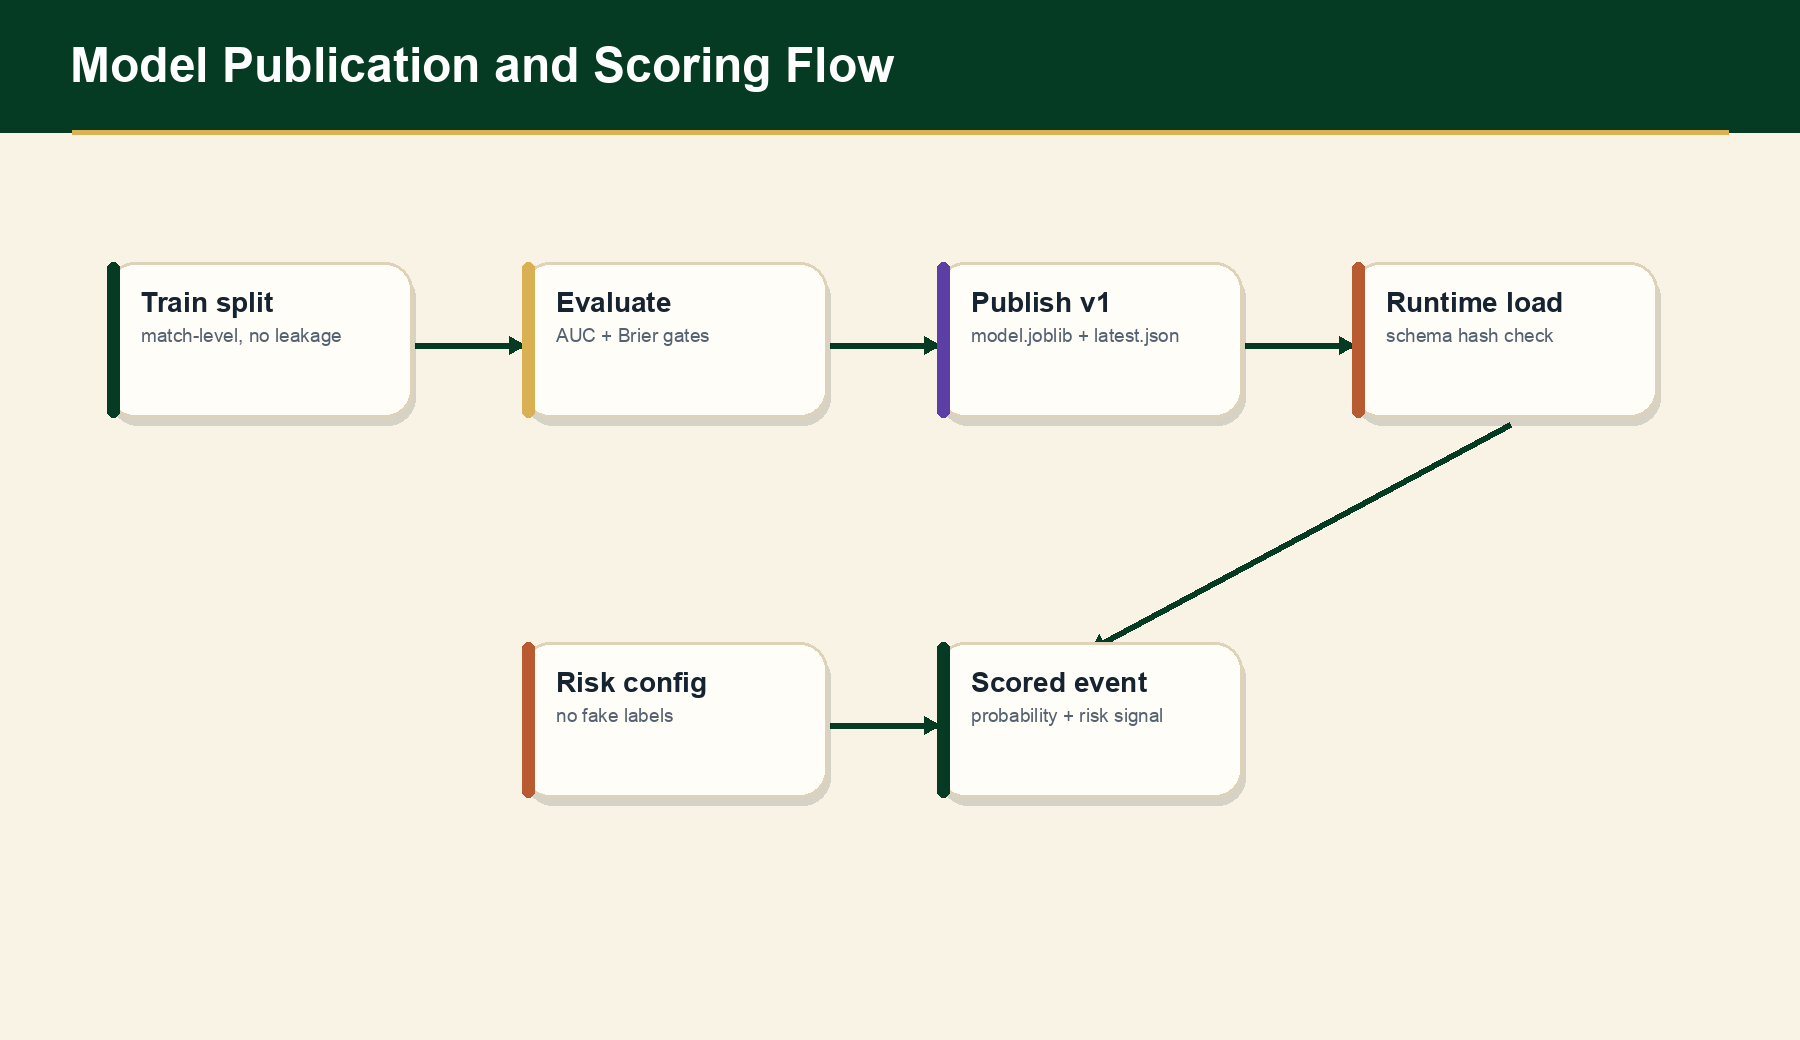 Model Publication and Scoring Flow
Train split
match-level, no leakage
Evaluate
AUC + Brier gates
Publish v1
model.joblib + latest.json
Runtime load
schema hash check
Risk config
no fake labels
Scored event
probability + risk signal